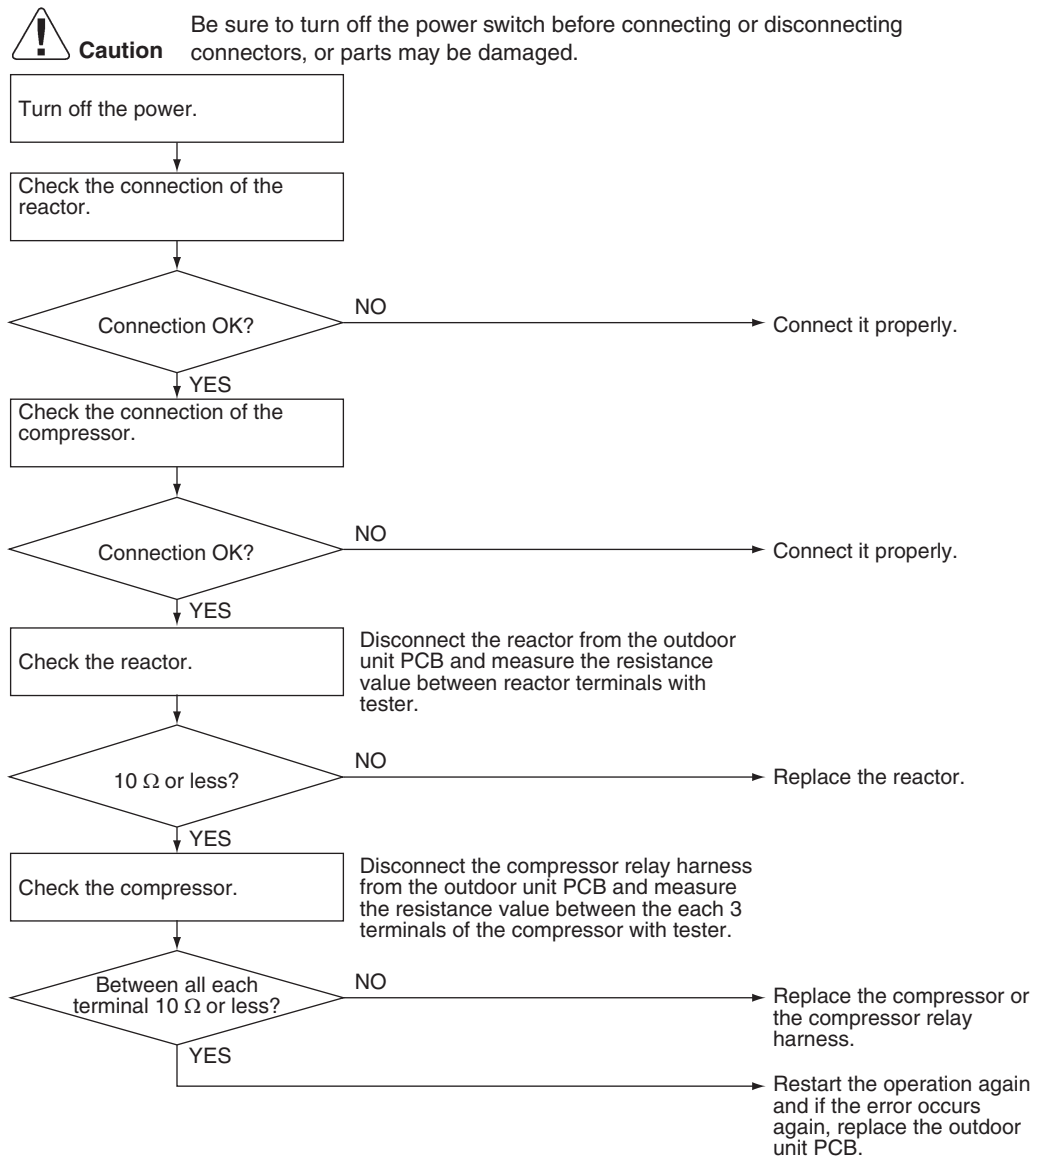 Caution
Be sure to turn off the power switch before connecting or disconnecting
connectors, or parts may be damaged.
Turn off the power.
Check the connection of the
reactor.
Connection OK?
NO
Connect it properly.
YES
Check the connection of the
compressor.
Connection OK?
NO
Connect it properly.
YES
Check the reactor.
Disconnect the reactor from the outdoor
unit PCB and measure the resistance
value between reactor terminals with
tester.
10 Ω or less?
NO
Replace the reactor.
YES
Check the compressor.
Disconnect the compressor relay harness
from the outdoor unit PCB and measure
the resistance value between the each 3
terminals of the compressor with tester.
Between all each
terminal 10 Ω or less?
NO
Replace the compressor or
the compressor relay
harness.
YES
Restart the operation again
and if the error occurs
again, replace the outdoor
unit PCB.